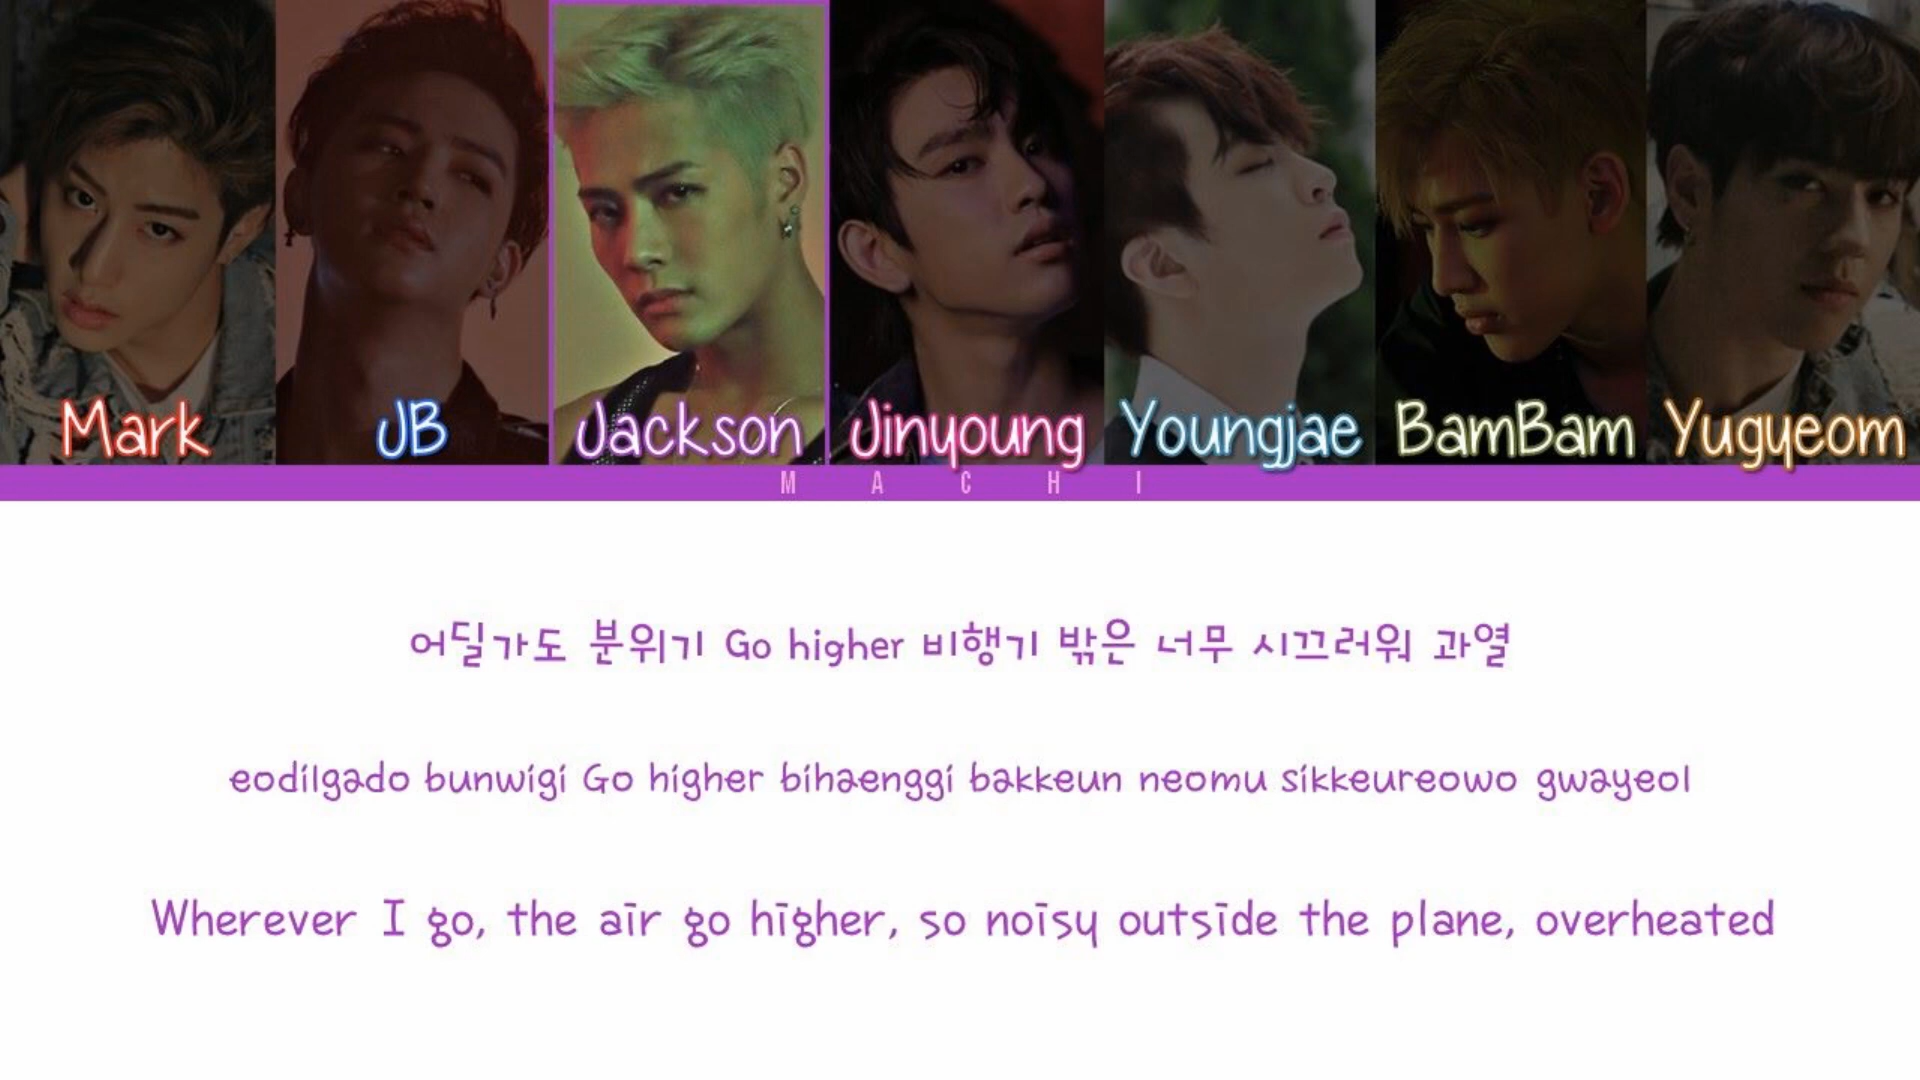 Mark JB Jackson Jinyoung Youngjae BamBam Yugyeom
MACHI
어딜가도 분위기 Go higher 비행기 밖은 너무 시끄러워 과열
eodilgado bunwigi Go higher bihaenggi bakkeun neomu sikkeureowo gwayeol
Wherever I go, the air go higher, so noisy outside the plane, overheated